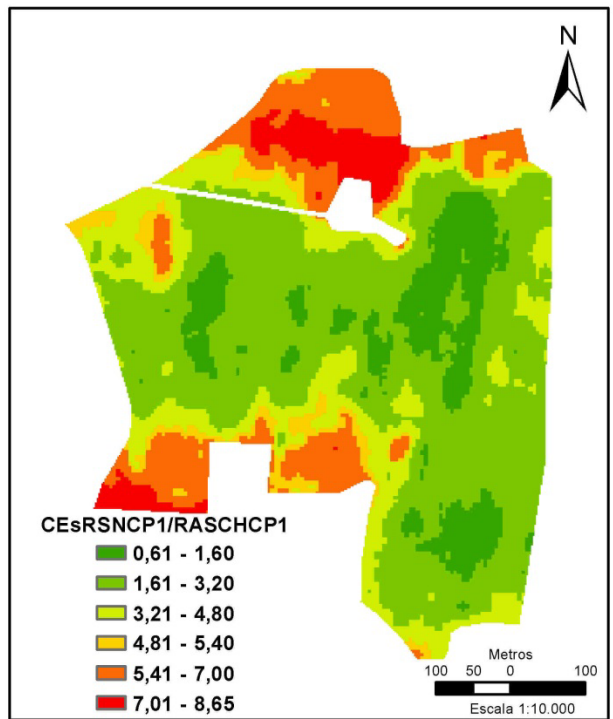 N
CEsRSNCP1/RASCHCP1
0,61 - 1,60
1,61 - 3,20
3,21 - 4,80
4,81 - 5,40
5,41 - 7,00
7,01 - 8,65
Metros
100 50 0 100
Escala 1:10.000